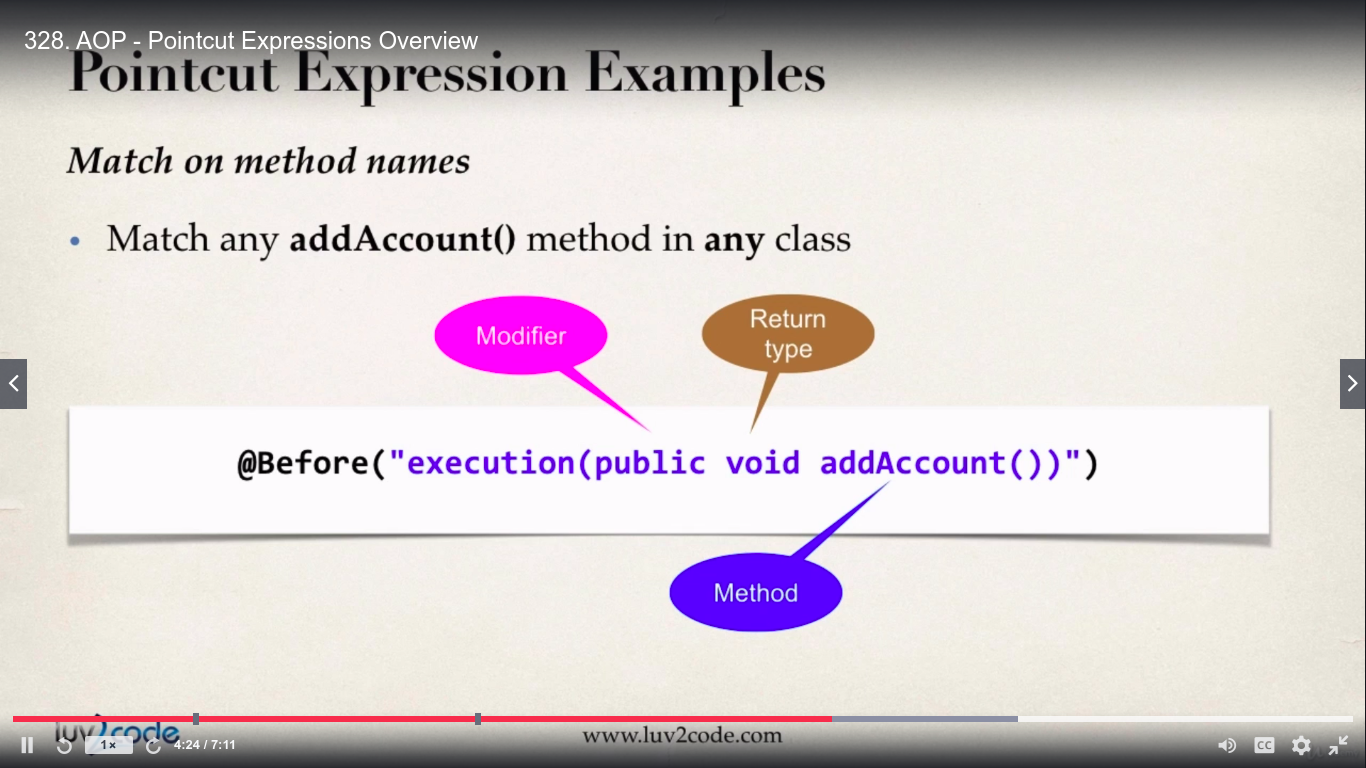 328. AOP - Pointcut Expressions Overview
Pointcut Expression Examples
Match on method names
• Match any addAccount() method in any class
Modifier
Return
type
@Before("execution(public void addAccount())")
Method
luv2code
www.luv2code.com
1×
4:24 / 7:11
CC